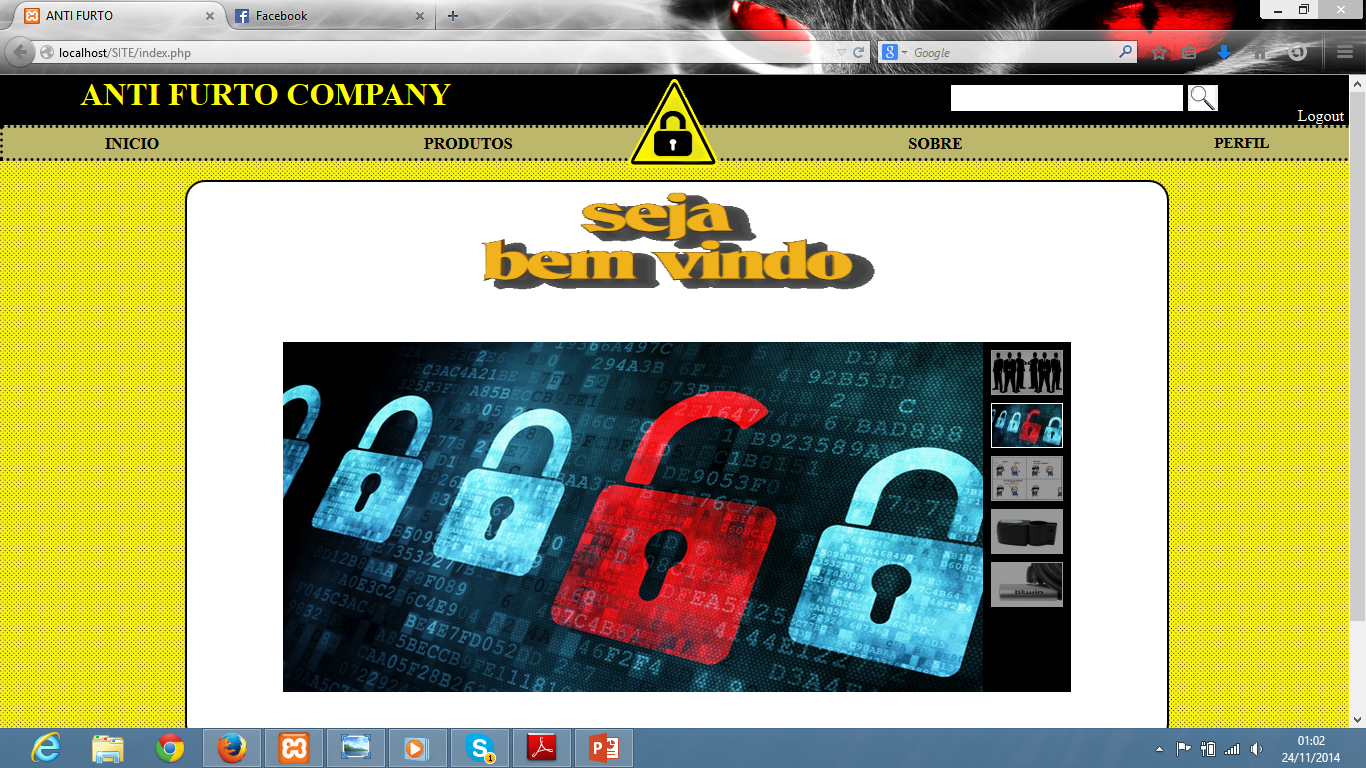 ANTI FURTO
Facebook
localhost/SITE/index.php
Google
ANTI FURTO COMPANY
Logout
INICIO
PRODUTOS
SOBRE
PERFIL
seja
bem vindo
btwin
1
01:02
24/11/2014